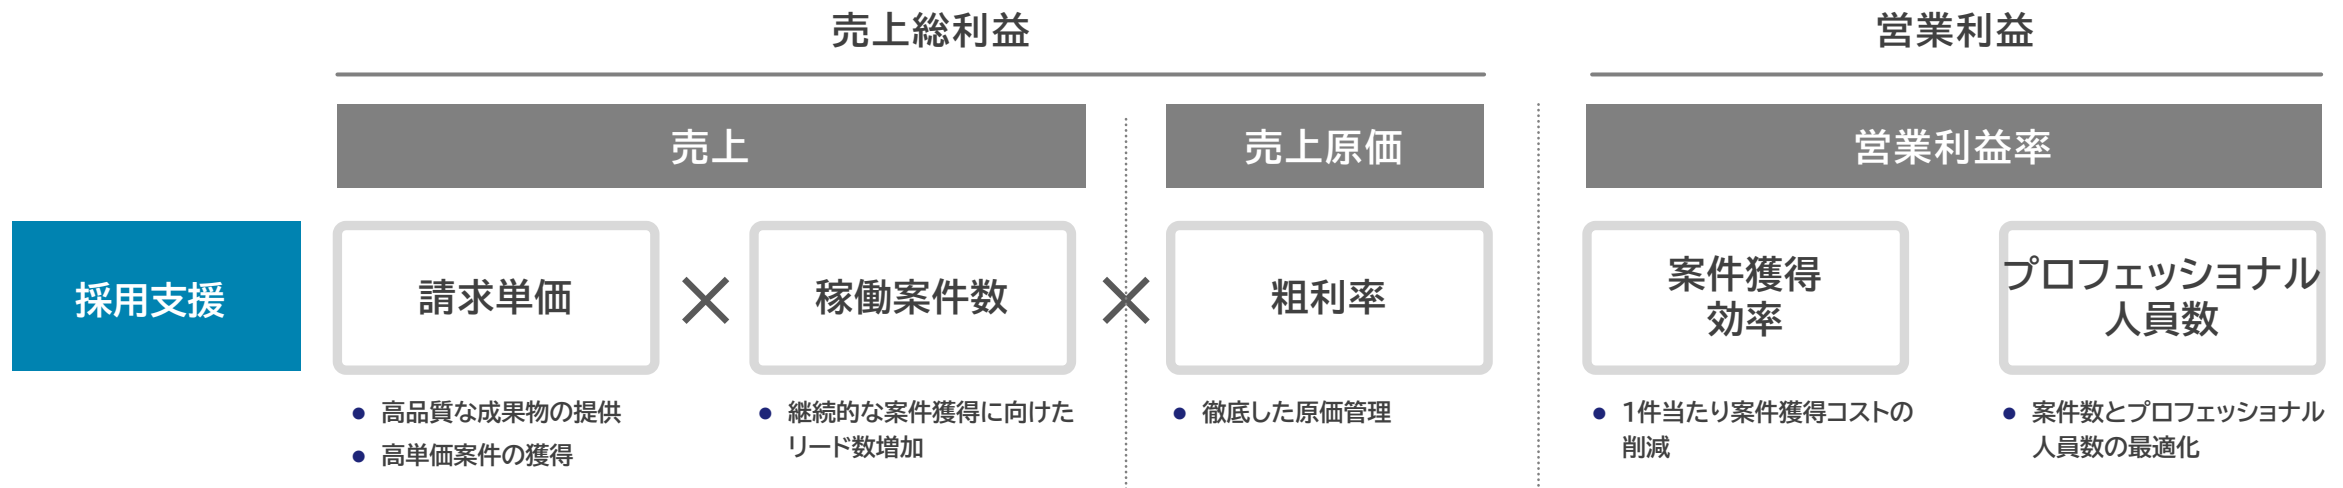 売上総利益
営業利益
売上
売上原価
営業利益率
採用支援
請求単価
稼働案件数
粗利率
案件獲得
効率
プロフェッショナル
人員数
● 高品質な成果物の提供
● 高単価案件の獲得
● 継続的な案件獲得に向けた
リード数増加
● 徹底した原価管理
● 1件当たり案件獲得コストの
削減
● 案件数とプロフェッショナル
人員数の最適化